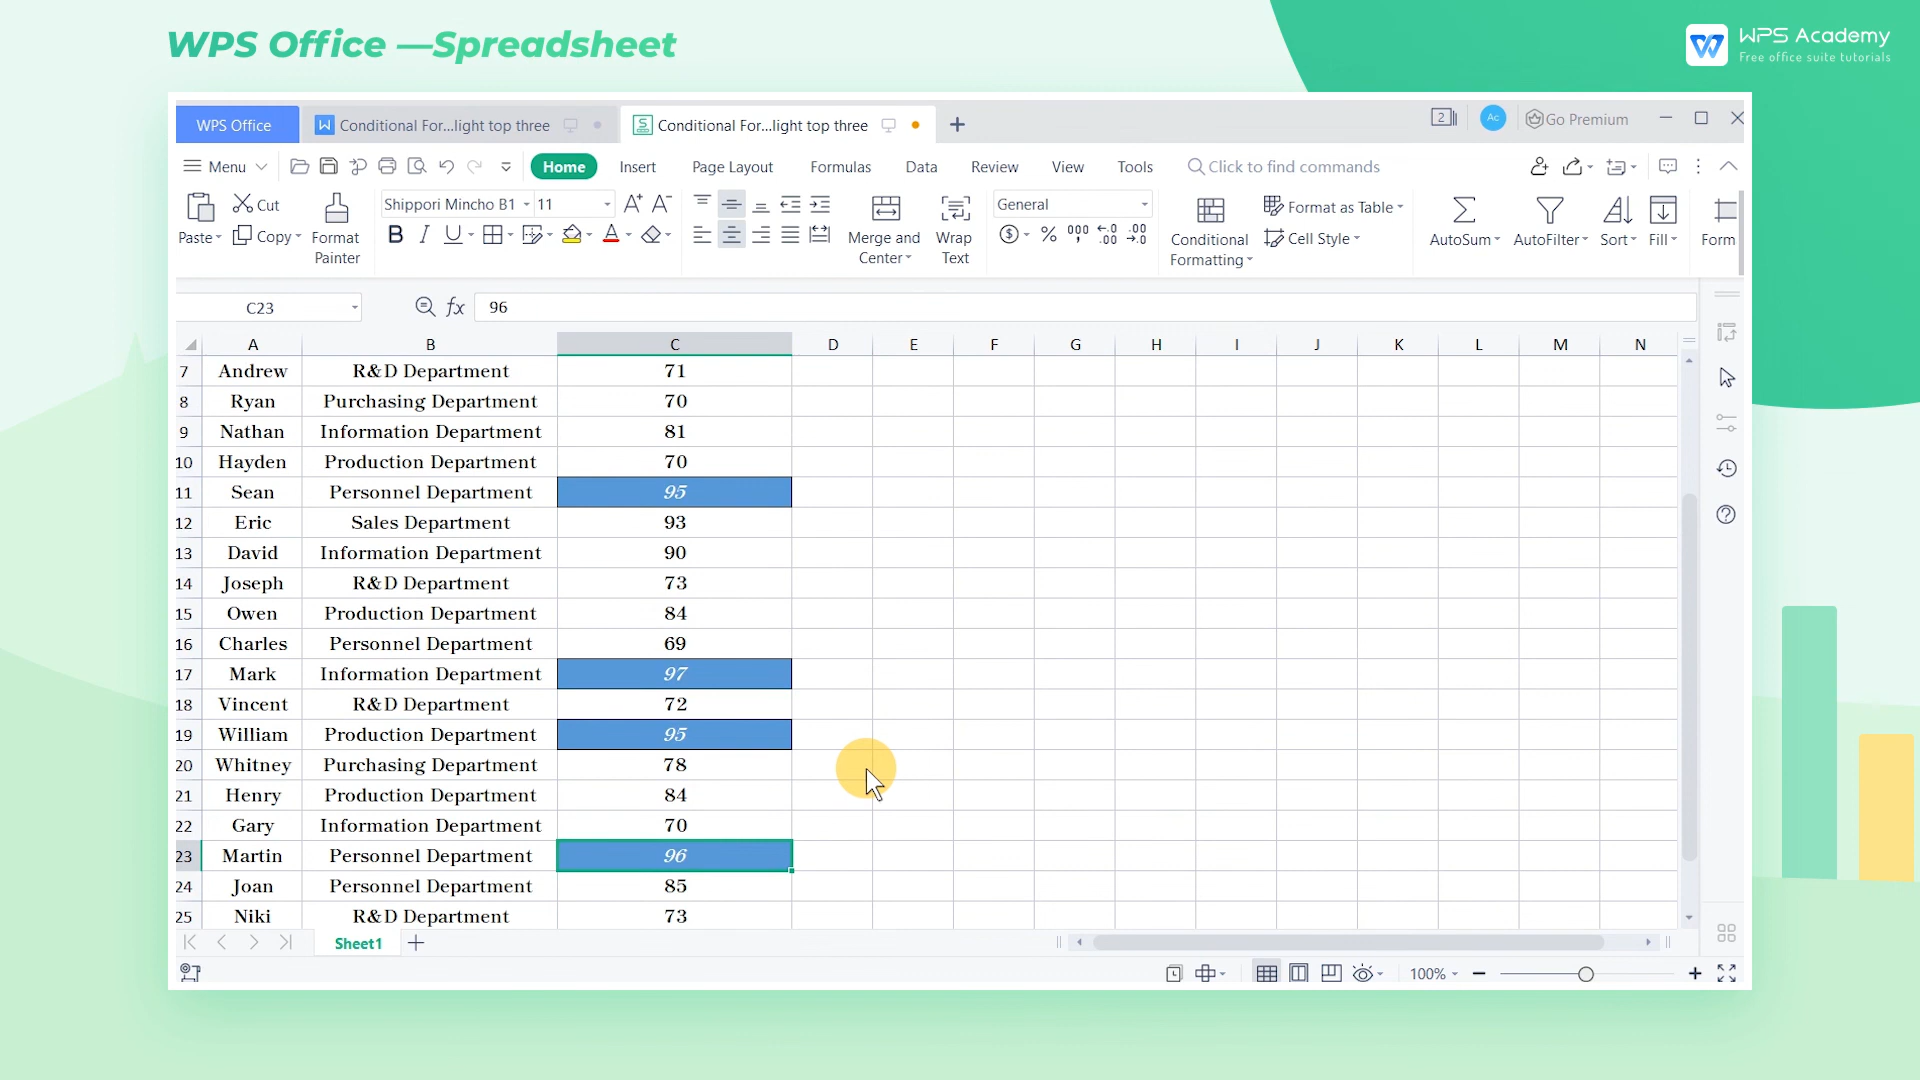 WPS Office —Spreadsheet
WPS Academy
Free office suite tutorials
WPS Office
Conditional For...light top three
Conditional For...light top three
2
Ac
Go Premium
Menu
Home
Insert
Page Layout
Formulas
Data
Review
View
Tools
Click to find commands
Paste
Cut
Copy
Format Painter
Shippori Mincho B1
11
Merge and Center
Wrap Text
General
Conditional Formatting
Format as Table
Cell Style
AutoSum
AutoFilter
Sort
Fill
Form
C23
fx
96
A B C D E F G H I J K L M N
7 Andrew R&D Department 71
8 Ryan Purchasing Department 70
9 Nathan Information Department 81
10 Hayden Production Department 70
11 Sean Personnel Department 95
12 Eric Sales Department 93
13 David Information Department 90
14 Joseph R&D Department 73
15 Owen Production Department 84
16 Charles Personnel Department 69
17 Mark Information Department 97
18 Vincent R&D Department 72
19 William Production Department 95
20 Whitney Purchasing Department 78
21 Henry Production Department 84
22 Gary Information Department 70
23 Martin Personnel Department 96
24 Joan Personnel Department 85
25 Niki R&D Department 73
Sheet1
100%